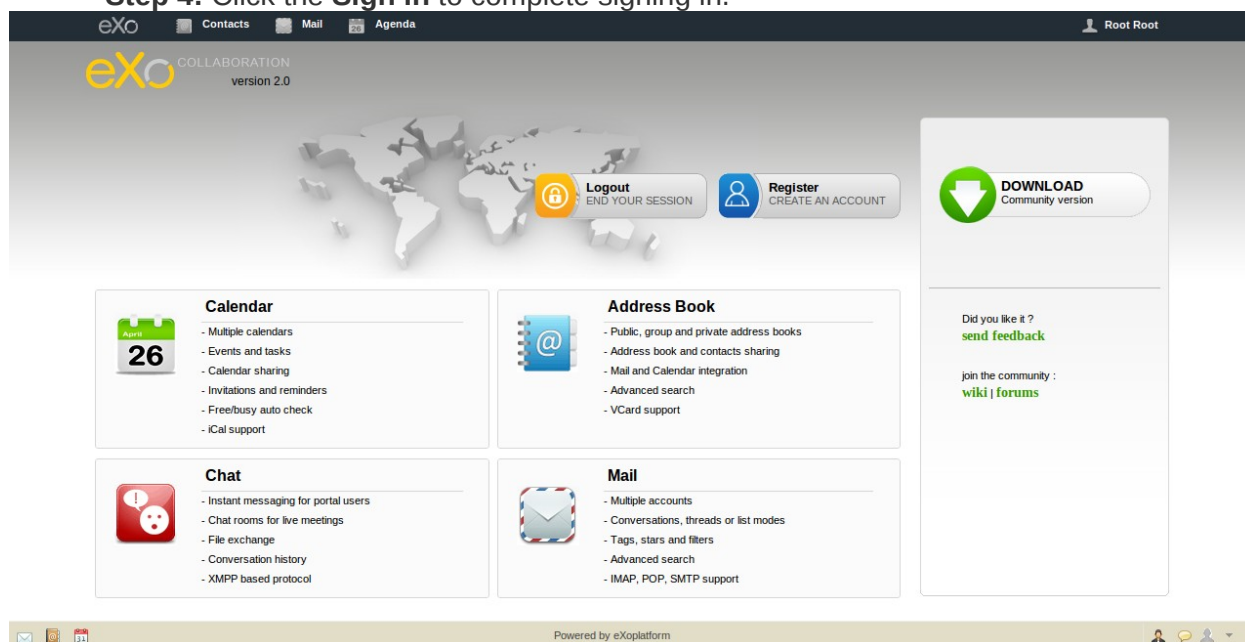 Step 4: Click the Sign in to complete signing in.
eXo Contacts Mail 26 Agenda Root Root
eXo COLLABORATION
version 2.0
Logout
END YOUR SESSION
Register
CREATE AN ACCOUNT
DOWNLOAD
Community version
Calendar
April
26
- Multiple calendars
- Events and tasks
- Calendar sharing
- Invitations and reminders
- Free/busy auto check
- iCal support
Address Book
@
- Public, group and private address books
- Address book and contacts sharing
- Mail and Calendar integration
- Advanced search
- VCard support
Did you like it ?
send feedback
join the community :
wiki | forums
Chat
- Instant messaging for portal users
- Chat rooms for live meetings
- File exchange
- Conversation history
- XMPP based protocol
Mail
- Multiple accounts
- Conversations, threads or list modes
- Tags, stars and filters
- Advanced search
- IMAP, POP, SMTP support
31
Powered by eXoplatform